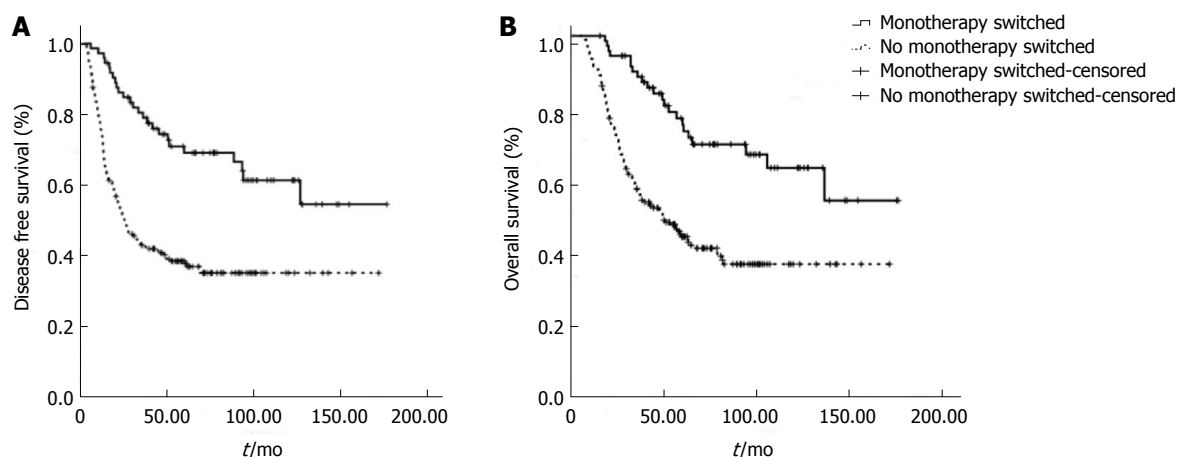 A
Disease free survival (%)
1.0
0.8
0.6
0.4
0.2
0.0
0 50.00 100.00 150.00 200.00
t/mo
B
Overall survival (%)
1.0
0.8
0.6
0.4
0.2
0.0
0 50.00 100.00 150.00 200.00
t/mo
Monotherapy switched
No monotherapy switched
Monotherapy switched-censored
No monotherapy switched-censored